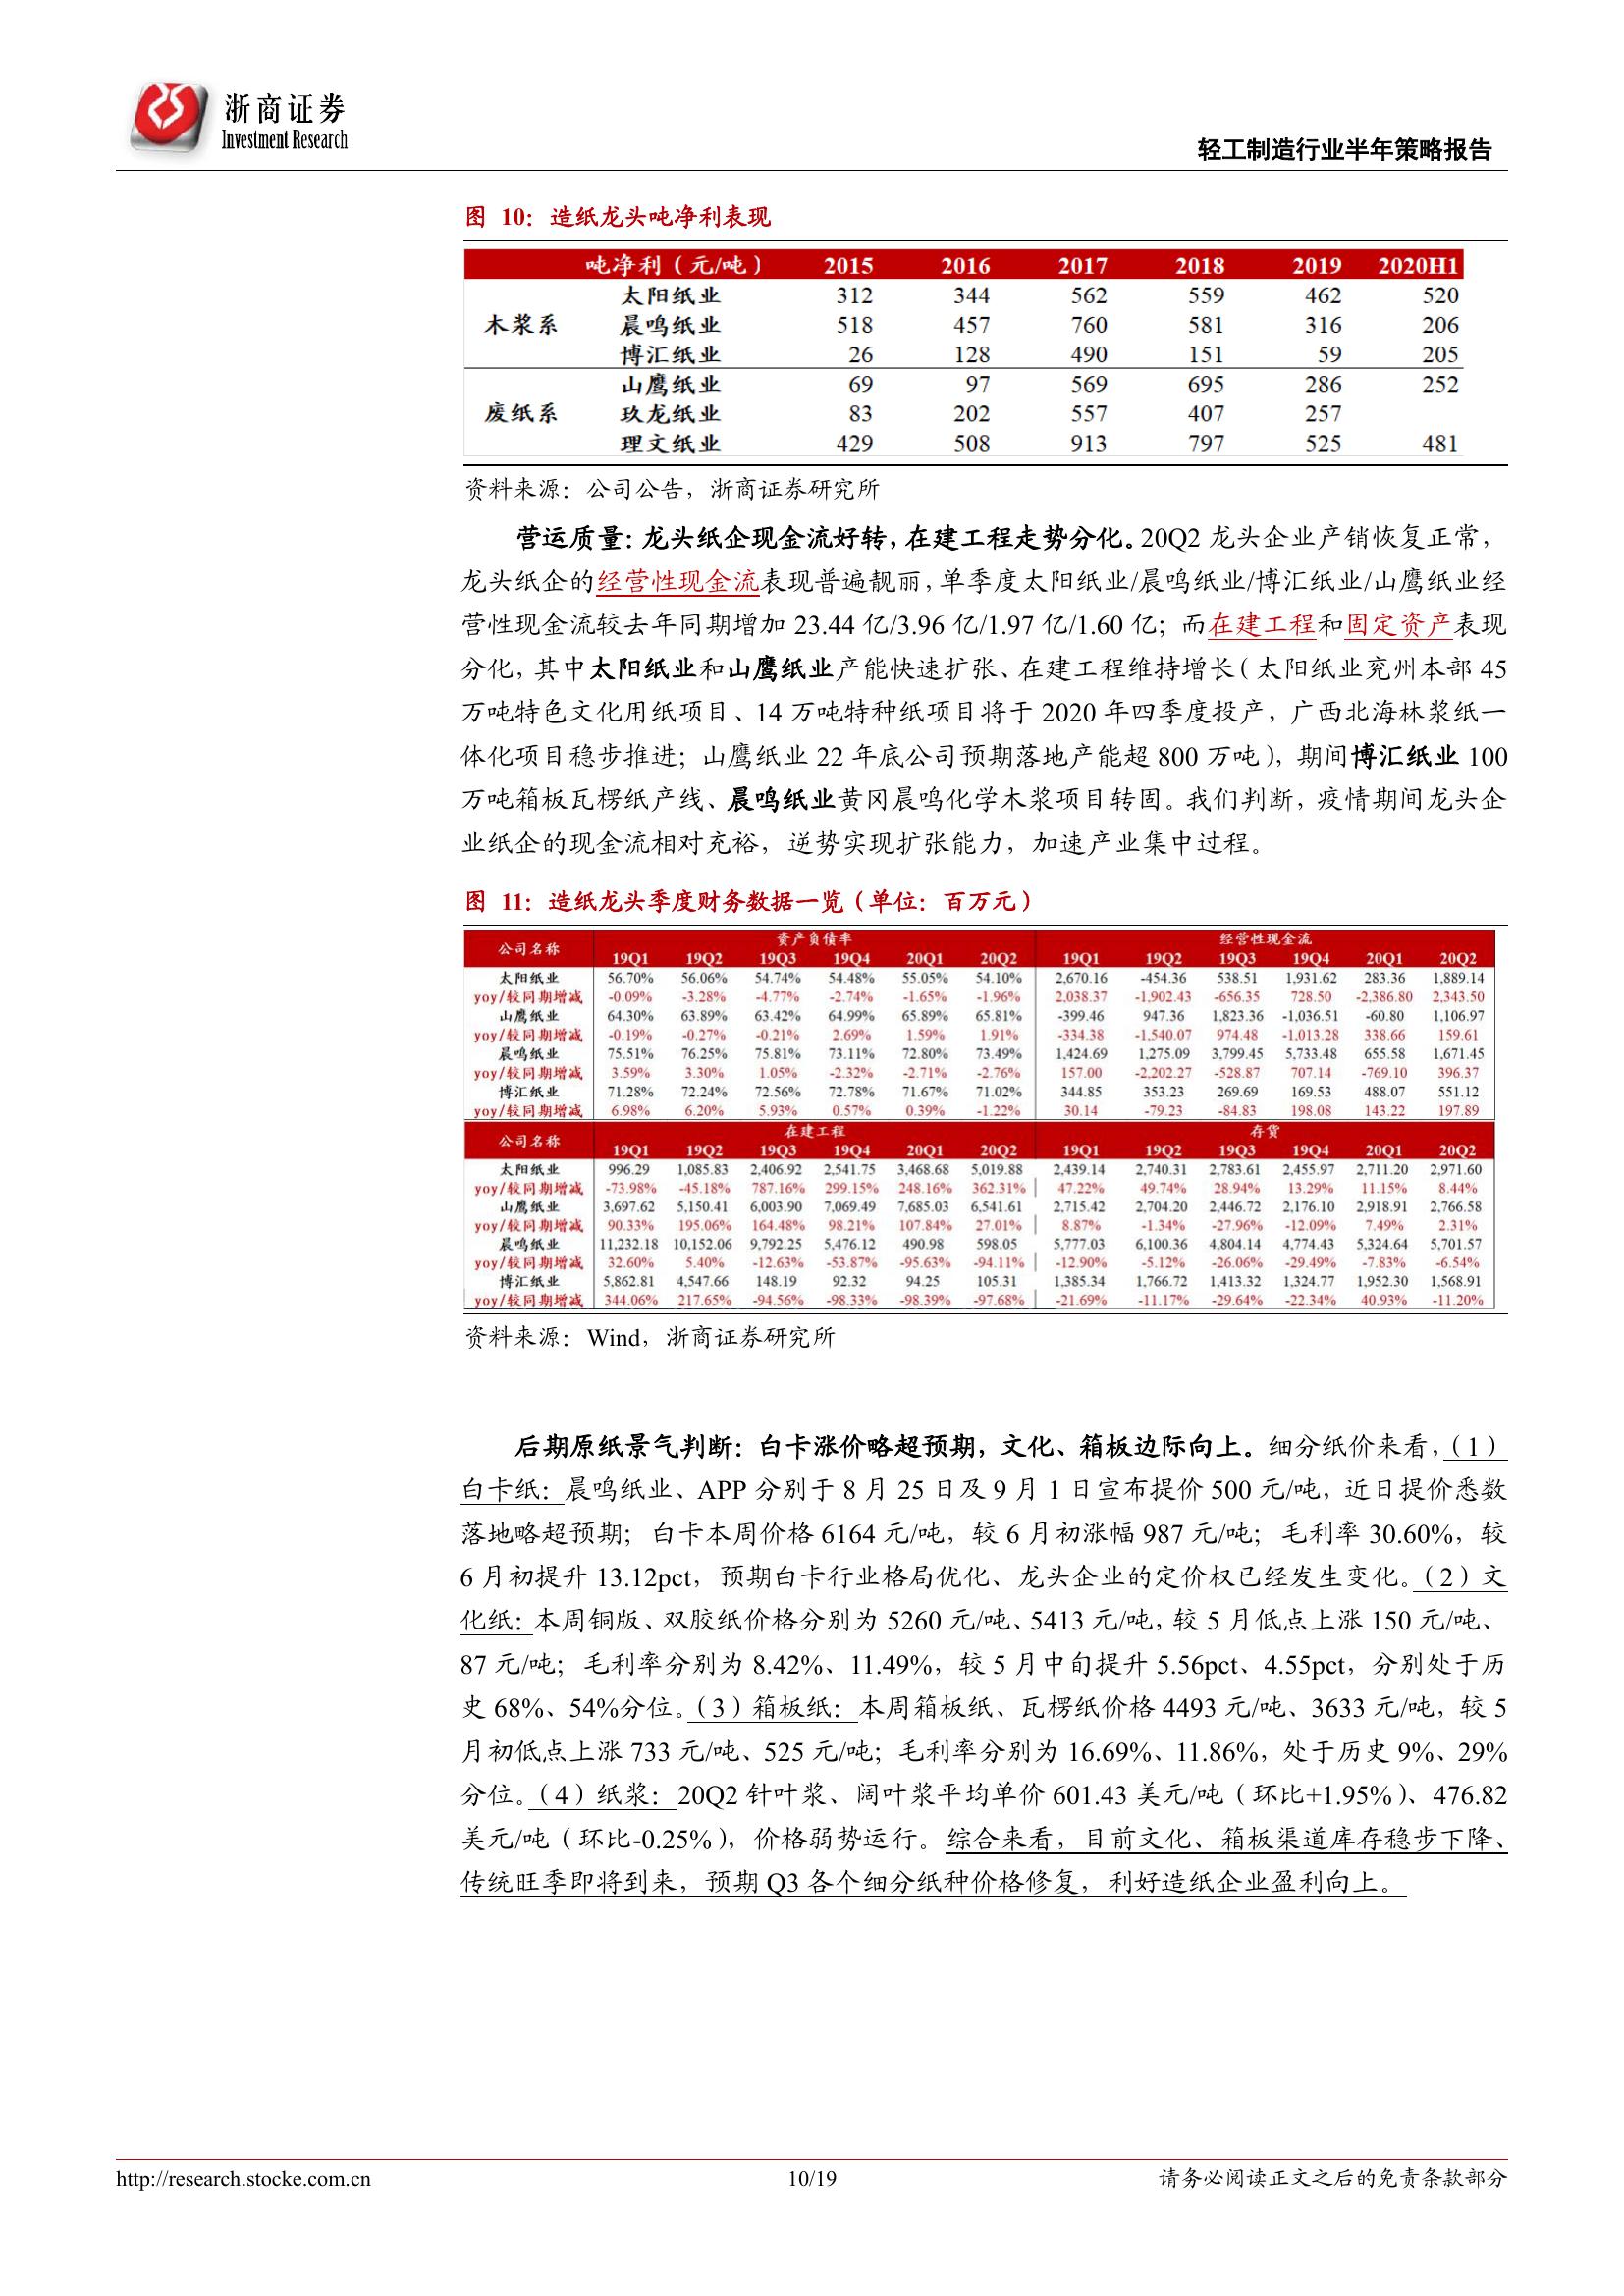 浙商证券
Investment Research
轻工制造行业半年策略报告
图 10：造纸龙头吨净利表现
吨净利（元/吨） 2015 2016 2017 2018 2019 2020H1
太阳纸业 312 344 562 559 462 520
木浆系 晨鸣纸业 518 457 760 581 316 206
博汇纸业 26 128 490 151 59 205
山鹰纸业 69 97 569 695 286 252
废纸系 玖龙纸业 83 202 557 407 257
理文纸业 429 508 913 797 525 481
资料来源：公司公告，浙商证券研究所
营运质量：龙头纸企现金流好转，在建工程走势分化。20Q2 龙头企业产销恢复正常，
龙头纸企的经营性现金流表现普遍靓丽，单季度太阳纸业/晨鸣纸业/博汇纸业/山鹰纸业经
营性现金流较去年同期增加 23.44 亿/3.96 亿/1.97 亿/1.60 亿；而在建工程和固定资产表现
分化，其中太阳纸业和山鹰纸业产能快速扩张、在建工程维持增长（太阳纸业兖州本部 45
万吨特色文化用纸项目、14 万吨特种纸项目将于 2020 年四季度投产，广西北海林浆纸一
体化项目稳步推进；山鹰纸业 22 年底公司预期落地产能超 800 万吨），期间博汇纸业 100
万吨箱板瓦楞纸产线、晨鸣纸业黄冈晨鸣化学木浆项目转固。我们判断，疫情期间龙头企
业纸企的现金流相对充裕，逆势实现扩张能力，加速产业集中过程。
图 11：造纸龙头季度财务数据一览（单位：百万元）
公司名称 资产负债率 经营性现金流
19Q1 19Q2 19Q3 19Q4 20Q1 20Q2 19Q1 19Q2 19Q3 19Q4 20Q1 20Q2
太阳纸业 56.70% 56.06% 54.74% 54.48% 55.05% 54.10% 2,670.16 -454.36 538.51 1,931.62 283.36 1,889.14
yoy/较同期增减 -0.09% -3.28% -4.77% -2.74% -1.65% -1.96% 2,038.37 -1,902.43 -656.35 728.50 -2,386.80 2,343.50
山鹰纸业 64.30% 63.89% 63.42% 64.99% 65.89% 65.81% -399.46 947.36 1,823.36 -1,036.51 -60.80 1,106.97
yoy/较同期增减 -0.19% -0.27% -0.21% 2.69% 1.59% 1.91% -334.38 -1,540.07 974.48 -1,013.28 338.66 159.61
晨鸣纸业 75.51% 76.25% 75.81% 73.11% 72.80% 73.49% 1,424.69 1,275.09 3,799.45 5,733.48 655.58 1,671.45
yoy/较同期增减 3.59% 3.30% 1.05% -2.32% -2.71% -2.76% 157.00 -2,202.27 -528.87 707.14 -769.10 396.37
博汇纸业 71.28% 72.24% 72.56% 72.78% 71.67% 71.02% 344.85 353.23 269.69 169.53 488.07 551.12
yoy/较同期增减 6.98% 6.20% 5.93% 0.57% 0.39% -1.22% 30.14 -79.23 -84.83 198.08 143.22 197.89
公司名称 在建工程 存货
19Q1 19Q2 19Q3 19Q4 20Q1 20Q2 19Q1 19Q2 19Q3 19Q4 20Q1 20Q2
太阳纸业 996.29 1,085.83 2,406.92 2,541.75 3,468.68 5,019.88 2,439.14 2,740.31 2,783.61 2,455.97 2,711.20 2,971.60
yoy/较同期增减 -73.98% -45.18% 787.16% 299.15% 248.16% 362.31% 47.22% 49.74% 28.94% 13.29% 11.15% 8.44%
山鹰纸业 3,697.62 5,150.41 6,003.90 7,069.49 7,685.03 6,541.61 2,715.42 2,704.20 2,446.72 2,176.10 2,918.91 2,766.58
yoy/较同期增减 90.33% 195.06% 164.48% 98.21% 107.84% 27.01% 8.87% -1.34% -27.96% -12.09% 7.49% 2.31%
晨鸣纸业 11,232.18 10,152.06 9,792.25 5,476.12 490.98 598.05 5,777.03 6,100.36 4,804.14 4,774.43 5,324.64 5,701.57
yoy/较同期增减 32.60% 5.40% -12.63% -53.87% -95.63% -94.11% -12.90% -5.12% -26.06% -29.49% -7.83% -6.54%
博汇纸业 5,862.81 4,547.66 148.19 92.32 94.25 105.31 1,385.34 1,766.72 1,413.32 1,324.77 1,952.30 1,568.91
yoy/较同期增减 344.06% 217.65% -94.56% -98.33% -98.39% -97.68% -21.69% -11.17% -29.64% -22.34% 40.93% -11.20%
资料来源：Wind，浙商证券研究所
后期原纸景气判断：白卡涨价略超预期，文化、箱板边际向上。细分纸价来看，（1）
白卡纸：晨鸣纸业、APP 分别于 8 月 25 日及 9 月 1 日宣布提价 500 元/吨，近日提价悉数
落地略超预期；白卡本周价格 6164 元/吨，较 6 月初涨幅 987 元/吨；毛利率 30.60%，较
6 月初提升 13.12pct，预期白卡行业格局优化、龙头企业的定价权已经发生变化。（2）文
化纸：本周铜版、双胶纸价格分别为 5260 元/吨、5413 元/吨，较 5 月低点上涨 150 元/吨、
87 元/吨；毛利率分别为 8.42%、11.49%，较 5 月中旬提升 5.56pct、4.55pct，分别处于历
史 68%、54%分位。（3）箱板纸：本周箱板纸、瓦楞纸价格 4493 元/吨、3633 元/吨，较 5
月初低点上涨 733 元/吨、525 元/吨；毛利率分别为 16.69%、11.86%，处于历史 9%、29%
分位。（4）纸浆：20Q2 针叶浆、阔叶浆平均单价 601.43 美元/吨（环比+1.95%）、476.82
美元/吨（环比-0.25%），价格弱势运行。综合来看，目前文化、箱板渠道库存稳步下降、
传统旺季即将到来，预期 Q3 各个细分纸种价格修复，利好造纸企业盈利向上。
http://research.stocke.com.cn 10/19 请务必阅读正文之后的免责条款部分